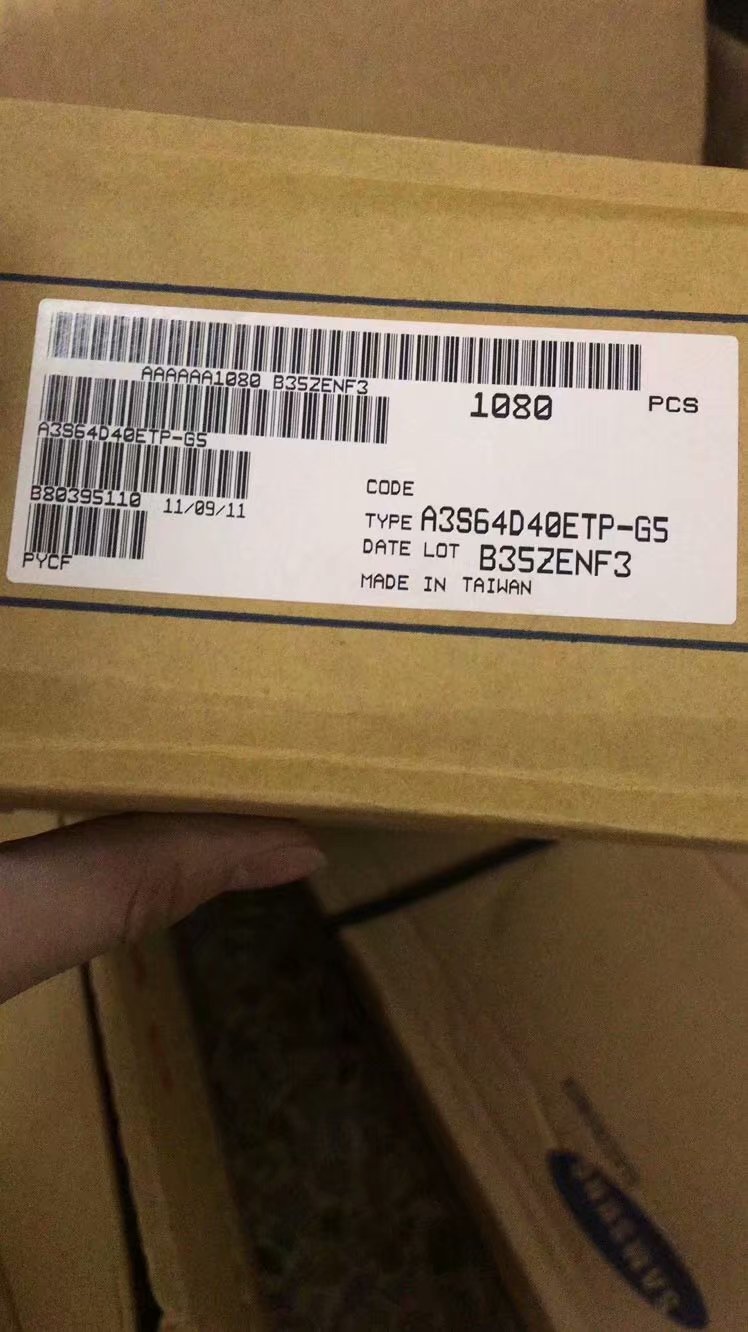 AAAAAA1080 B35ZENF3
1080 PCS
A3S64D40ETP-G5
B80395110 11/09/11
PYCF
CODE
TYPE A3S64D40ETP-G5
DATE LOT B35ZENF3
MADE IN TAIWAN
SAMSUNG